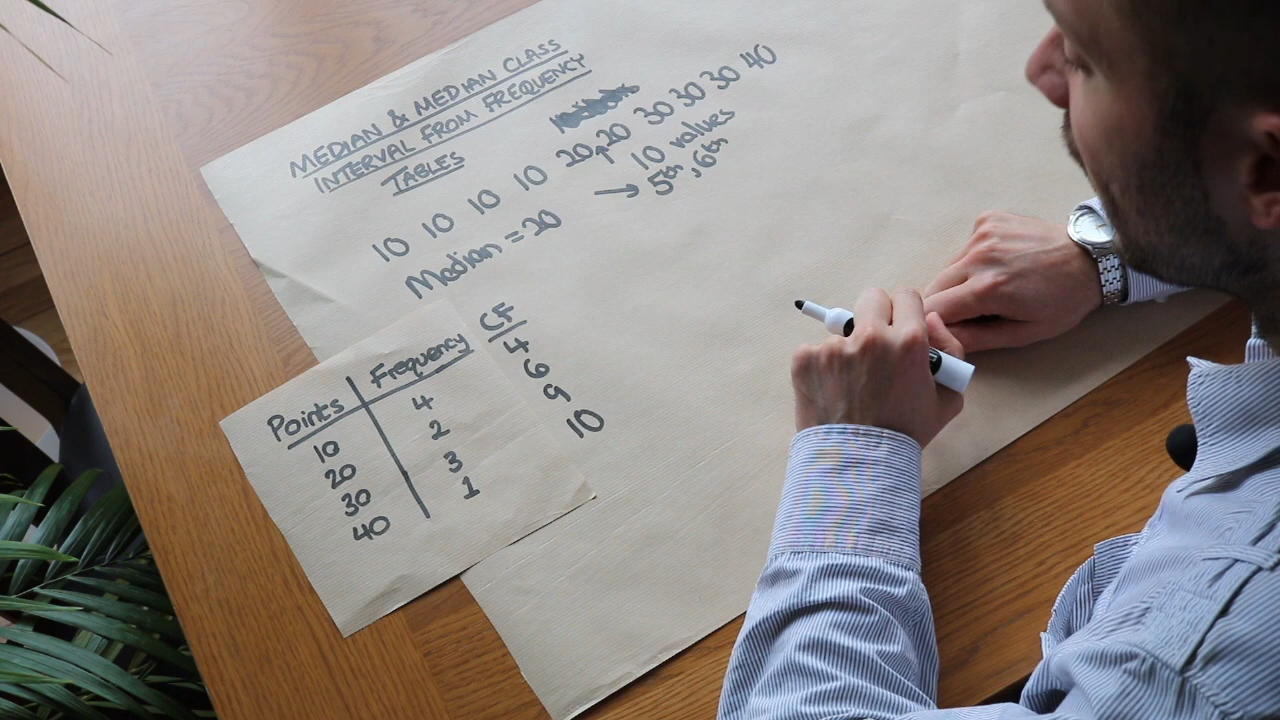 MEDIAN & MEDIAN CLASS
INTERVAL FROM FREQUENCY
TABLES
10 10 10 10 20,20 30 30 30 40
Median = 20
→ 10 values
5th, 6th
Points Frequency CF
10 4 4
20 2 6
30 3 9
40 1 10